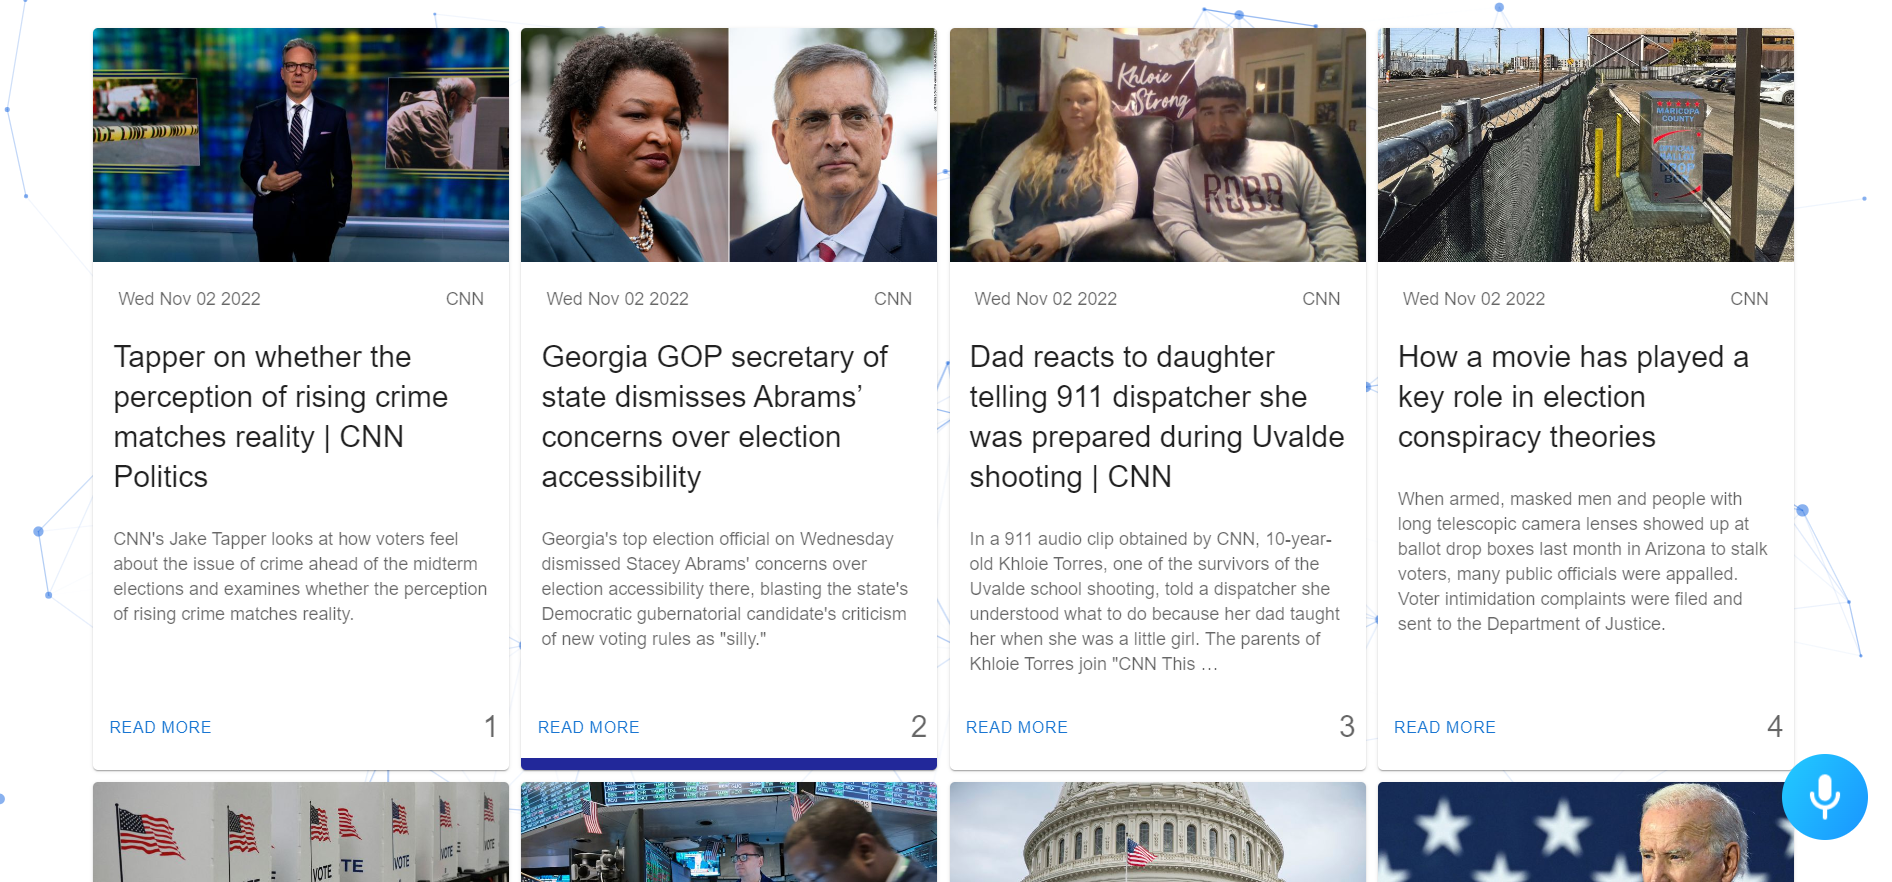 Khloie
Strong
ROBB
MARICOPA
COUNTY
OFFICIAL
BALLOT
DROP
BOX
Wed Nov 02 2022 CNN
Tapper on whether the
perception of rising crime
matches reality | CNN
Politics
CNN's Jake Tapper looks at how voters feel
about the issue of crime ahead of the midterm
elections and examines whether the perception
of rising crime matches reality.
READ MORE 1
Wed Nov 02 2022 CNN
Georgia GOP secretary of
state dismisses Abrams’
concerns over election
accessibility
Georgia's top election official on Wednesday
dismissed Stacey Abrams' concerns over
election accessibility there, blasting the state's
Democratic gubernatorial candidate's criticism
of new voting rules as "silly."
READ MORE 2
Wed Nov 02 2022 CNN
Dad reacts to daughter
telling 911 dispatcher she
was prepared during Uvalde
shooting | CNN
In a 911 audio clip obtained by CNN, 10-year-
old Khloie Torres, one of the survivors of the
Uvalde school shooting, told a dispatcher she
understood what to do because her dad taught
her when she was a little girl. The parents of
Khloie Torres join "CNN This …
READ MORE 3
Wed Nov 02 2022 CNN
How a movie has played a
key role in election
conspiracy theories
When armed, masked men and people with
long telescopic camera lenses showed up at
ballot drop boxes last month in Arizona to stalk
voters, many public officials were appalled.
Voter intimidation complaints were filed and
sent to the Department of Justice.
READ MORE 4
VOTE
TE
VOTE
VOTE
VOTE